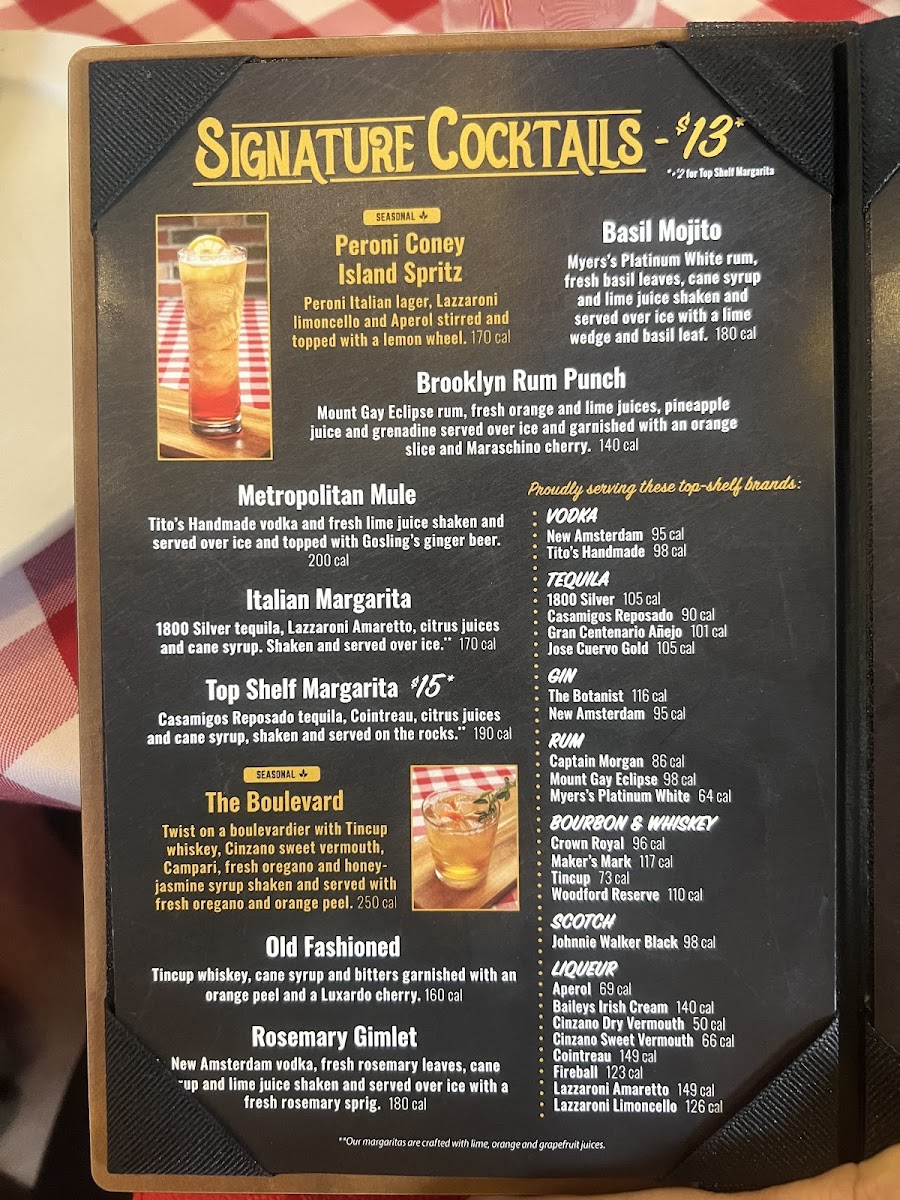 SIGNATURE COCKTAILS - $13*
*+$2 for Top Shelf Margarita
SEASONAL
Peroni Coney
Island Spritz
Peroni Italian lager, Lazzaroni
limoncello and Aperol stirred and
topped with a lemon wheel. 170 cal
Basil Mojito
Myers's Platinum White rum,
fresh basil leaves, cane syrup
and lime juice shaken and
served over ice with a lime
wedge and basil leaf. 180 cal
Brooklyn Rum Punch
Mount Gay Eclipse rum, fresh orange and lime juices, pineapple
juice and grenadine served over ice and garnished with an orange
slice and Maraschino cherry. 140 cal
Metropolitan Mule
Tito's Handmade vodka and fresh lime juice shaken and
served over ice and topped with Gosling's ginger beer.
200 cal
Italian Margarita
1800 Silver tequila, Lazzaroni Amaretto, citrus juices
and cane syrup. Shaken and served over ice.** 170 cal
Top Shelf Margarita $15*
Casamigos Reposado tequila, Cointreau, citrus juices
and cane syrup, shaken and served on the rocks.** 190 cal
SEASONAL
The Boulevard
Twist on a boulevardier with Tincup
whiskey, Cinzano sweet vermouth,
Campari, fresh oregano and honey-
jasmine syrup shaken and served with
fresh oregano and orange peel. 250 cal
Old Fashioned
Tincup whiskey, cane syrup and bitters garnished with an
orange peel and a Luxardo cherry. 160 cal
Rosemary Gimlet
New Amsterdam vodka, fresh rosemary leaves, cane
up and lime juice shaken and served over ice with a
fresh rosemary sprig. 180 cal
Proudly serving these top-shelf brands:
VODKA
New Amsterdam 95 cal
Tito's Handmade 98 cal
TEQUILA
1800 Silver 105 cal
Casamigos Reposado 90 cal
Gran Centenario Añejo 101 cal
Jose Cuervo Gold 105 cal
GIN
The Botanist 116 cal
New Amsterdam 95 cal
RUM
Captain Morgan 86 cal
Mount Gay Eclipse 98 cal
Myers's Platinum White 64 cal
BOURBON & WHISKEY
Crown Royal 96 cal
Maker's Mark 117 cal
Tincup 73 cal
Woodford Reserve 110 cal
SCOTCH
Johnnie Walker Black 98 cal
LIQUEUR
Aperol 69 cal
Baileys Irish Cream 140 cal
Cinzano Dry Vermouth 50 cal
Cinzano Sweet Vermouth 66 cal
Cointreau 149 cal
Fireball 123 cal
Lazzaroni Amaretto 149 cal
Lazzaroni Limoncello 126 cal
**Our margaritas are crafted with lime, orange and grapefruit juices.